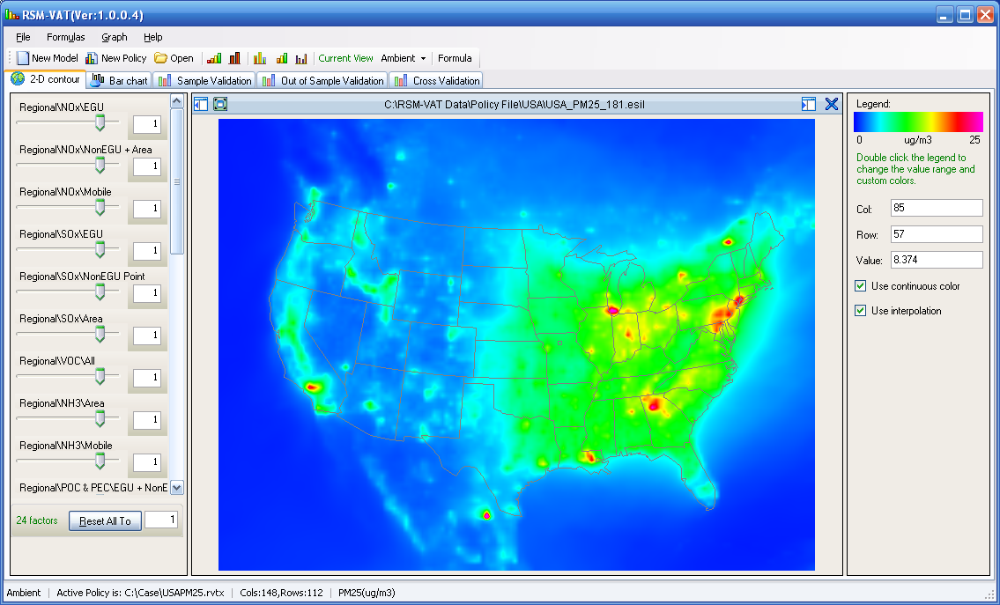 RSM-VAT(Ver:1.0.0.4)
File Formulas Graph Help
New Model New Policy Open Current View Ambient Formula
2-D contour Bar chart Sample Validation Out of Sample Validation Cross Validation
C:\RSM-VAT Data\Policy File\USA\USA_PM25_181.esil
Regional\NOx\EGU
1
Regional\NOx\NonEGU + Area
1
Regional\NOx\Mobile
1
Regional\SOx\EGU
1
Regional\SOx\NonEGU Point
1
Regional\SOx\Area
1
Regional\VOC\All
1
Regional\NH3\Area
1
Regional\NH3\Mobile
1
Regional\POC & PEC\EGU + NonE
24 factors Reset All To 1
Legend:
0 ug/m3 25
Double click the legend to
change the value range and
custom colors.
Col: 85
Row: 57
Value: 8.374
Use continuous color
Use interpolation
Ambient Active Policy is: C:\Case\USAPM25.rvtx Cols:148,Rows:112 PM25(ug/m3)